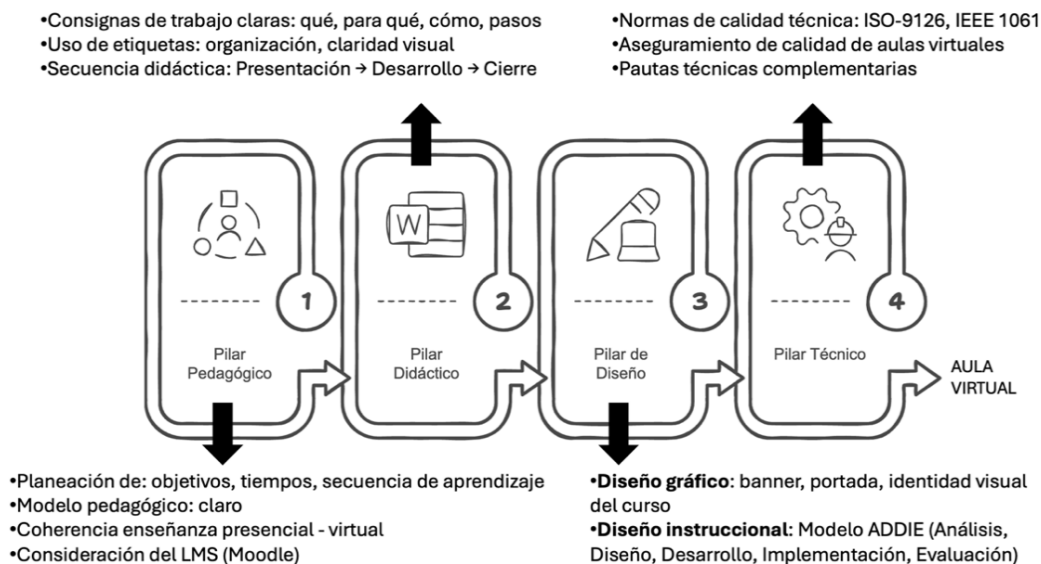 •Consignas de trabajo claras: qué, para qué, cómo, pasos
•Uso de etiquetas: organización, claridad visual
•Secuencia didáctica: Presentación → Desarrollo → Cierre
•Normas de calidad técnica: ISO-9126, IEEE 1061
•Aseguramiento de calidad de aulas virtuales
•Pautas técnicas complementarias
1
Pilar
Pedagógico
W
2
Pilar
Didáctico
3
Pilar de
Diseño
4
Pilar Técnico
AULA
VIRTUAL
•Planeación de: objetivos, tiempos, secuencia de aprendizaje
•Modelo pedagógico: claro
•Coherencia enseñanza presencial - virtual
•Consideración del LMS (Moodle)
•Diseño gráfico: banner, portada, identidad visual
del curso
•Diseño instruccional: Modelo ADDIE (Análisis,
Diseño, Desarrollo, Implementación, Evaluación)